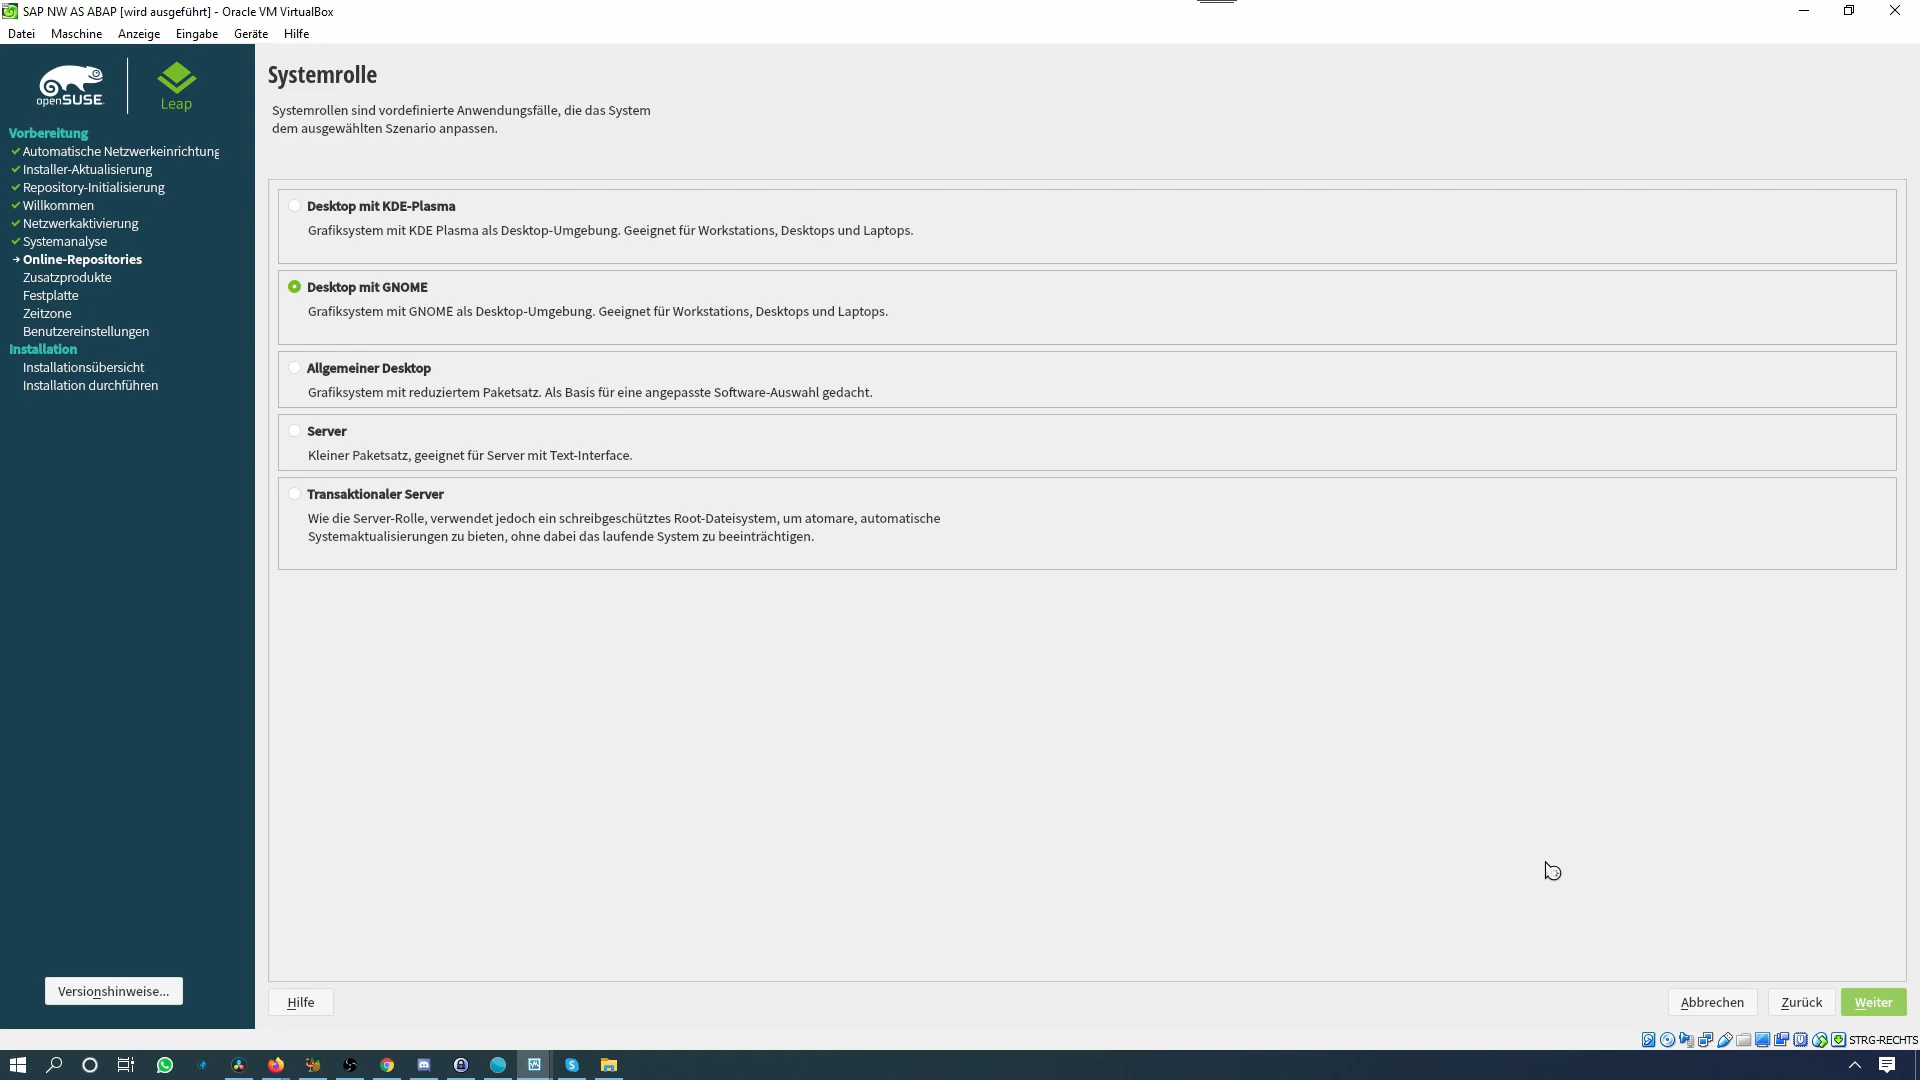 SAP NW AS ABAP [wird ausgeführt] - Oracle VM VirtualBox
Datei Maschine Anzeige Eingabe Geräte Hilfe
openSUSE
Leap
Vorbereitung
Automatische Netzwerkeinrichtung
Installer-Aktualisierung
Repository-Initialisierung
Willkommen
Netzwerkaktivierung
Systemanalyse
Online-Repositories
Zusatzprodukte
Festplatte
Zeitzone
Benutzereinstellungen
Installation
Installationsübersicht
Installation durchführen
Versionshinweise...
Systemrolle
Systemrollen sind vordefinierte Anwendungsfälle, die das System
dem ausgewählten Szenario anpassen.
Desktop mit KDE-Plasma
Grafiksystem mit KDE Plasma als Desktop-Umgebung. Geeignet für Workstations, Desktops und Laptops.
Desktop mit GNOME
Grafiksystem mit GNOME als Desktop-Umgebung. Geeignet für Workstations, Desktops und Laptops.
Allgemeiner Desktop
Grafiksystem mit reduziertem Paketsatz. Als Basis für eine angepasste Software-Auswahl gedacht.
Server
Kleiner Paketsatz, geeignet für Server mit Text-Interface.
Transaktionaler Server
Wie die Server-Rolle, verwendet jedoch ein schreibgeschütztes Root-Dateisystem, um atomare, automatische
Systemaktualisierungen zu bieten, ohne dabei das laufende System zu beeinträchtigen.
Hilfe
Abbrechen Zurück Weiter
STRG-RECHTS